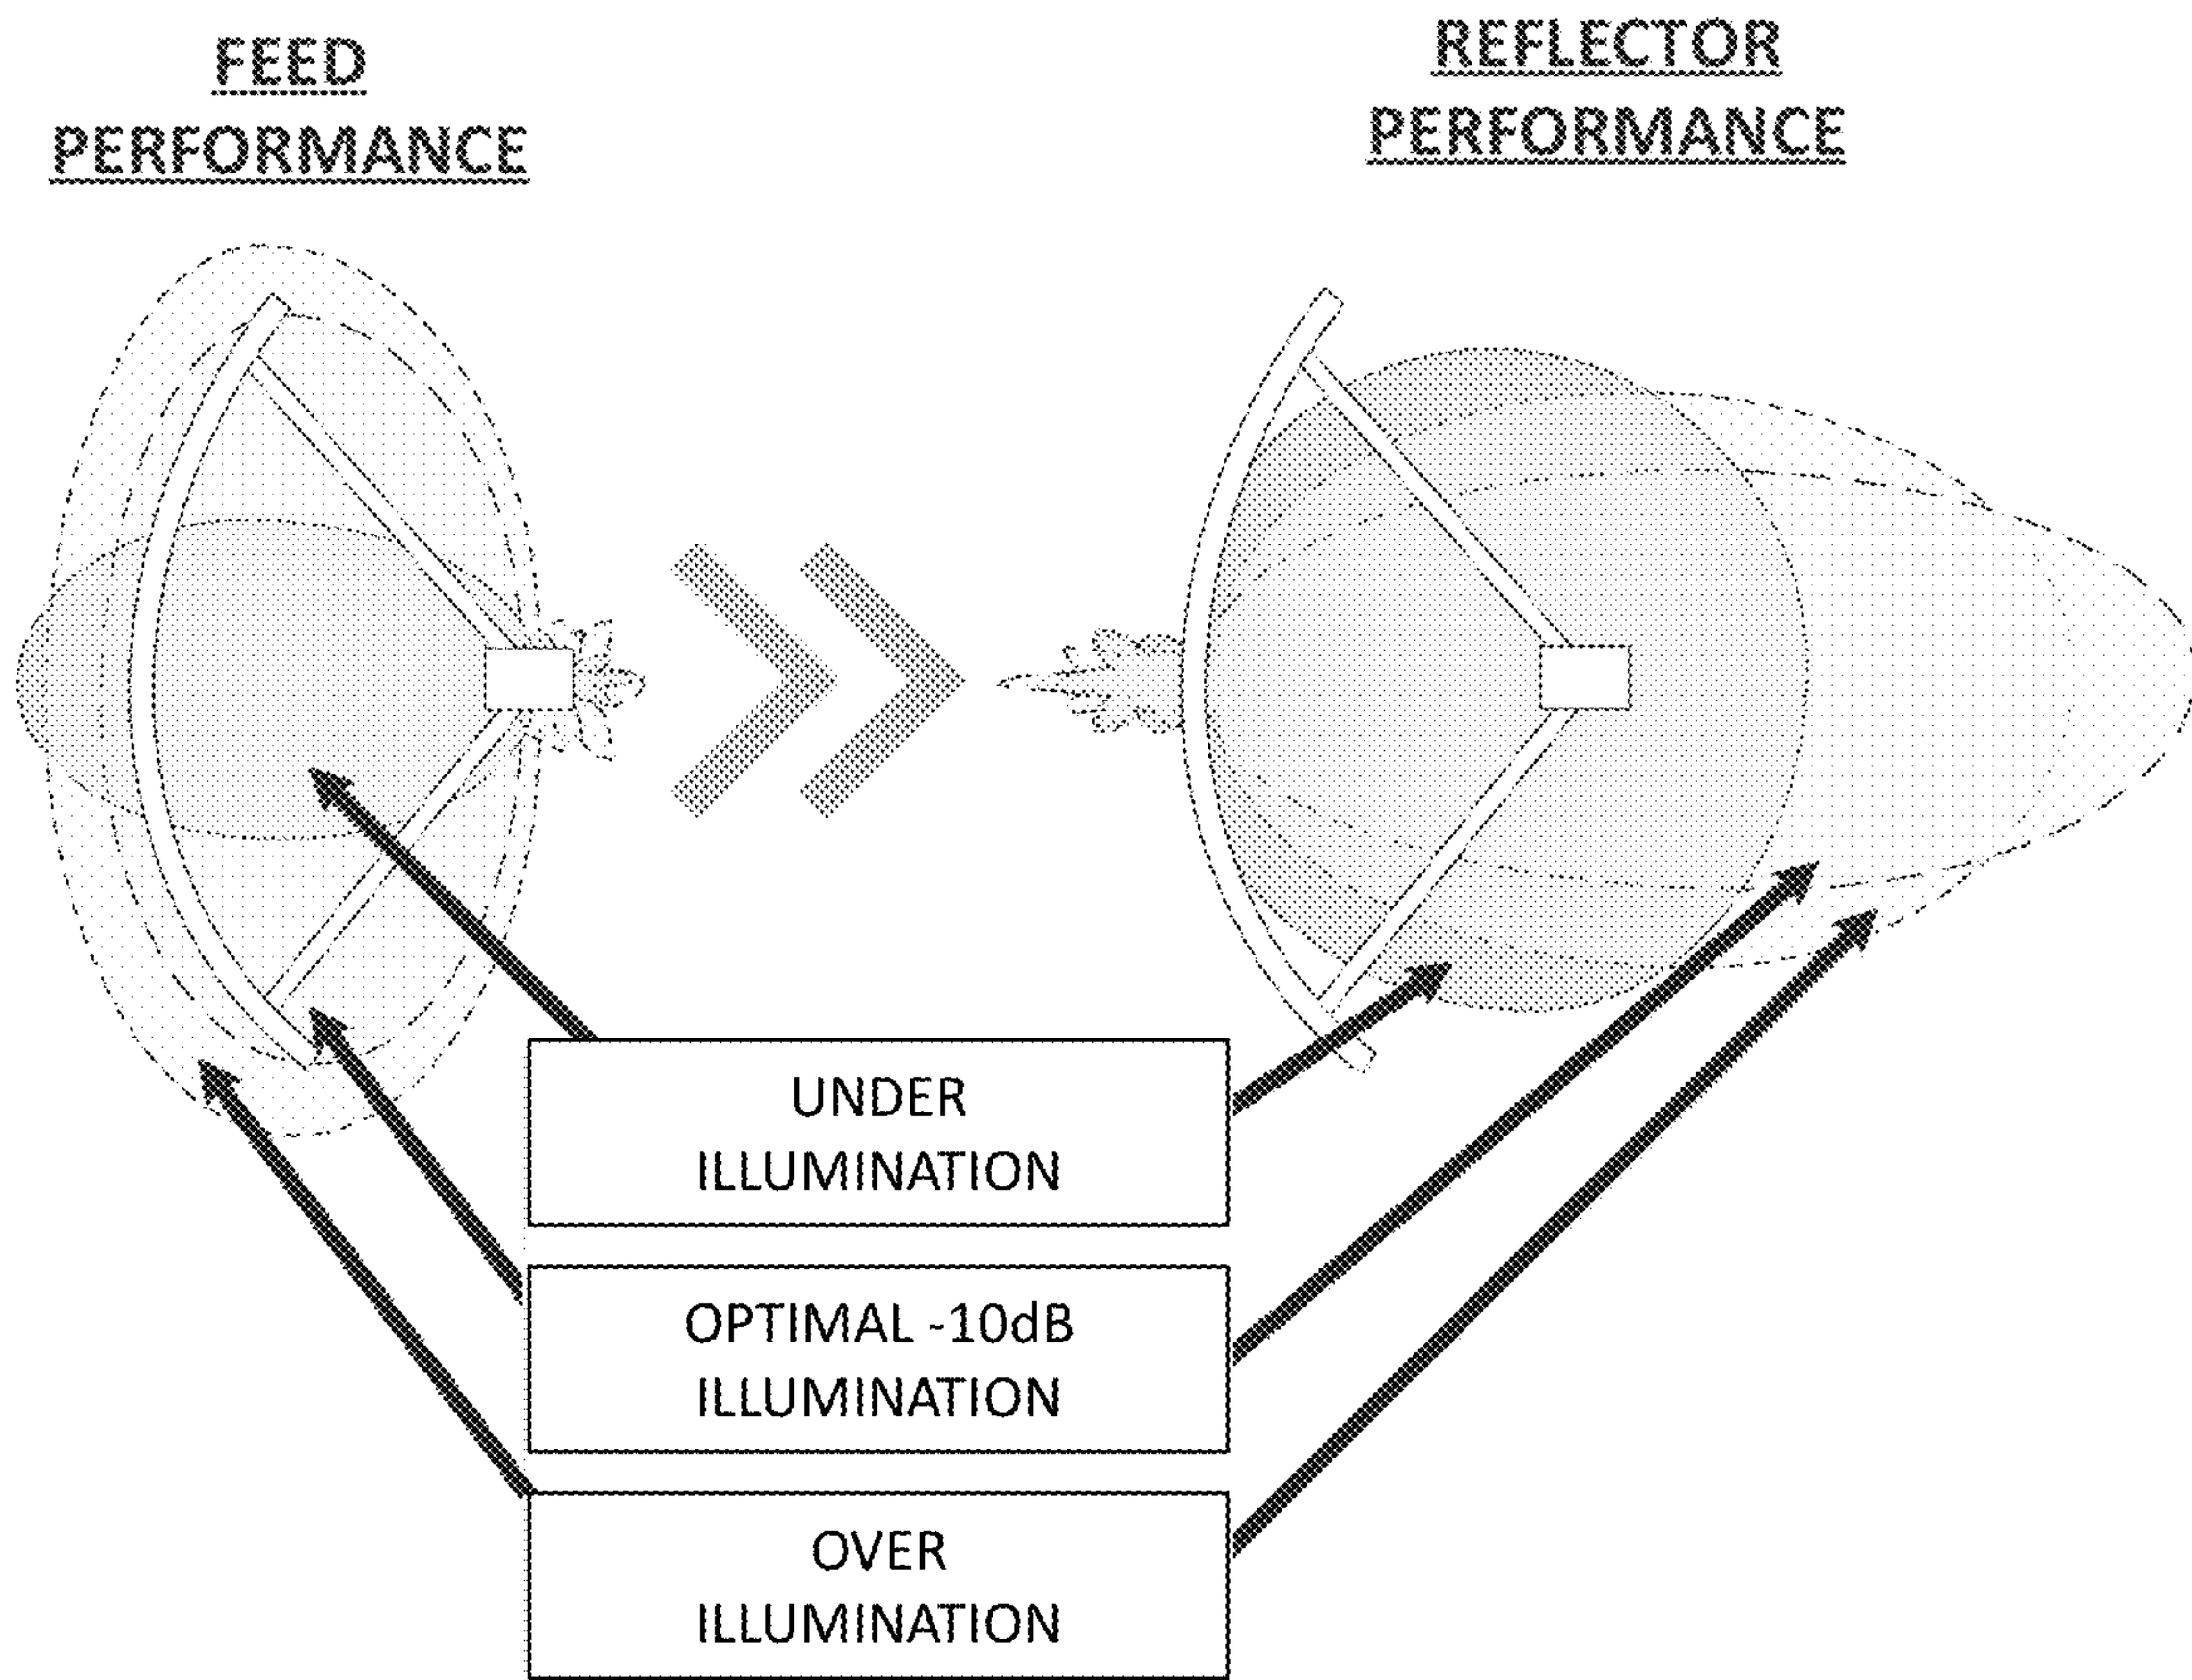 FEED
PERFORMANCE
REFLECTOR
PERFORMANCE
UNDER
ILLUMINATION
OPTIMAL -10dB
ILLUMINATION
OVER
ILLUMINATION